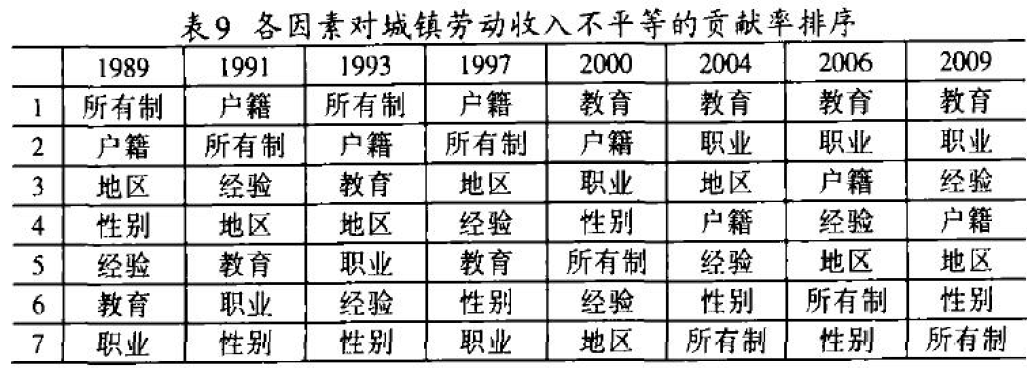 表9 各因素对城镇劳动收入不平等的贡献率排序
1989 1991 1993 1997 2000 2004 2006 2009
1 所有制 户籍 所有制 户籍 教育 教育 教育 教育
2 户籍 所有制 户籍 所有制 户籍 职业 职业 职业
3 地区 经验 教育 地区 职业 地区 户籍 经验
4 性别 地区 地区 经验 性别 户籍 经验 户籍
5 经验 教育 职业 教育 所有制 经验 地区 地区
6 教育 职业 经验 性别 经验 性别 所有制 性别
7 职业 性别 性别 职业 地区 所有制 性别 所有制